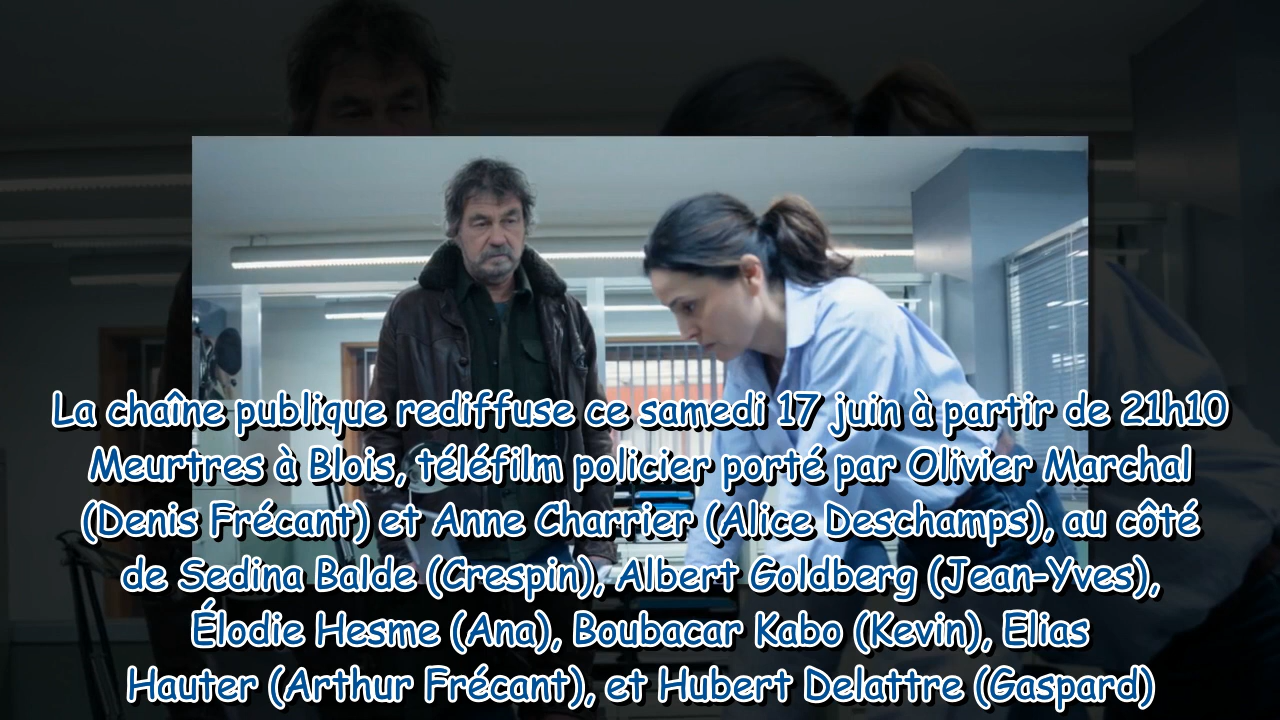 La chaîne publique rediffuse ce samedi 17 juin à partir de 21h10
Meurtres à Blois, téléfilm policier porté par Olivier Marchal
(Denis Frécant) et Anne Charrier (Alice Deschamps), au côté
de Sedina Balde (Crespin), Albert Goldberg (Jean-Yves),
Élodie Hesme (Ana), Boubacar Kabo (Kevin), Elias
Hauter (Arthur Frécant), et Hubert Delattre (Gaspard)